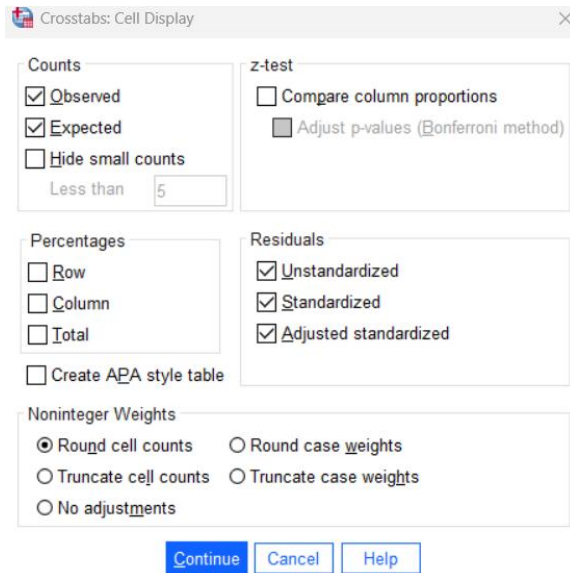 Crosstabs: Cell Display
Counts
Observed
Expected
Hide small counts
Less than 5
z-test
Compare column proportions
Adjust p-values (Bonferroni method)
Percentages
Row
Column
Total
Create APA style table
Residuals
Unstandardized
Standardized
Adjusted standardized
Noninteger Weights
Round cell counts Round case weights
Truncate cell counts Truncate case weights
No adjustments
Continue Cancel Help